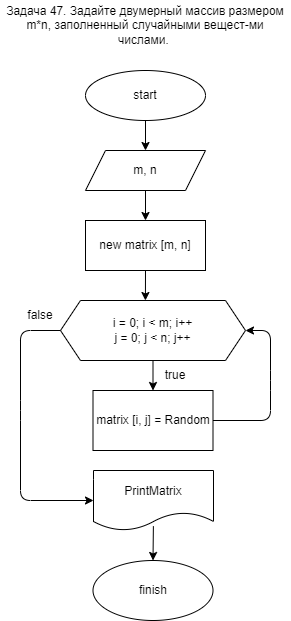 Задача 47. Задайте двумерный массив размером
m*n, заполненный случайными вещест-ми
числами.
start
m, n
new matrix [m, n]
false
i = 0; i < m; i++
j = 0; j < n; j++
true
matrix [i, j] = Random
PrintMatrix
finish